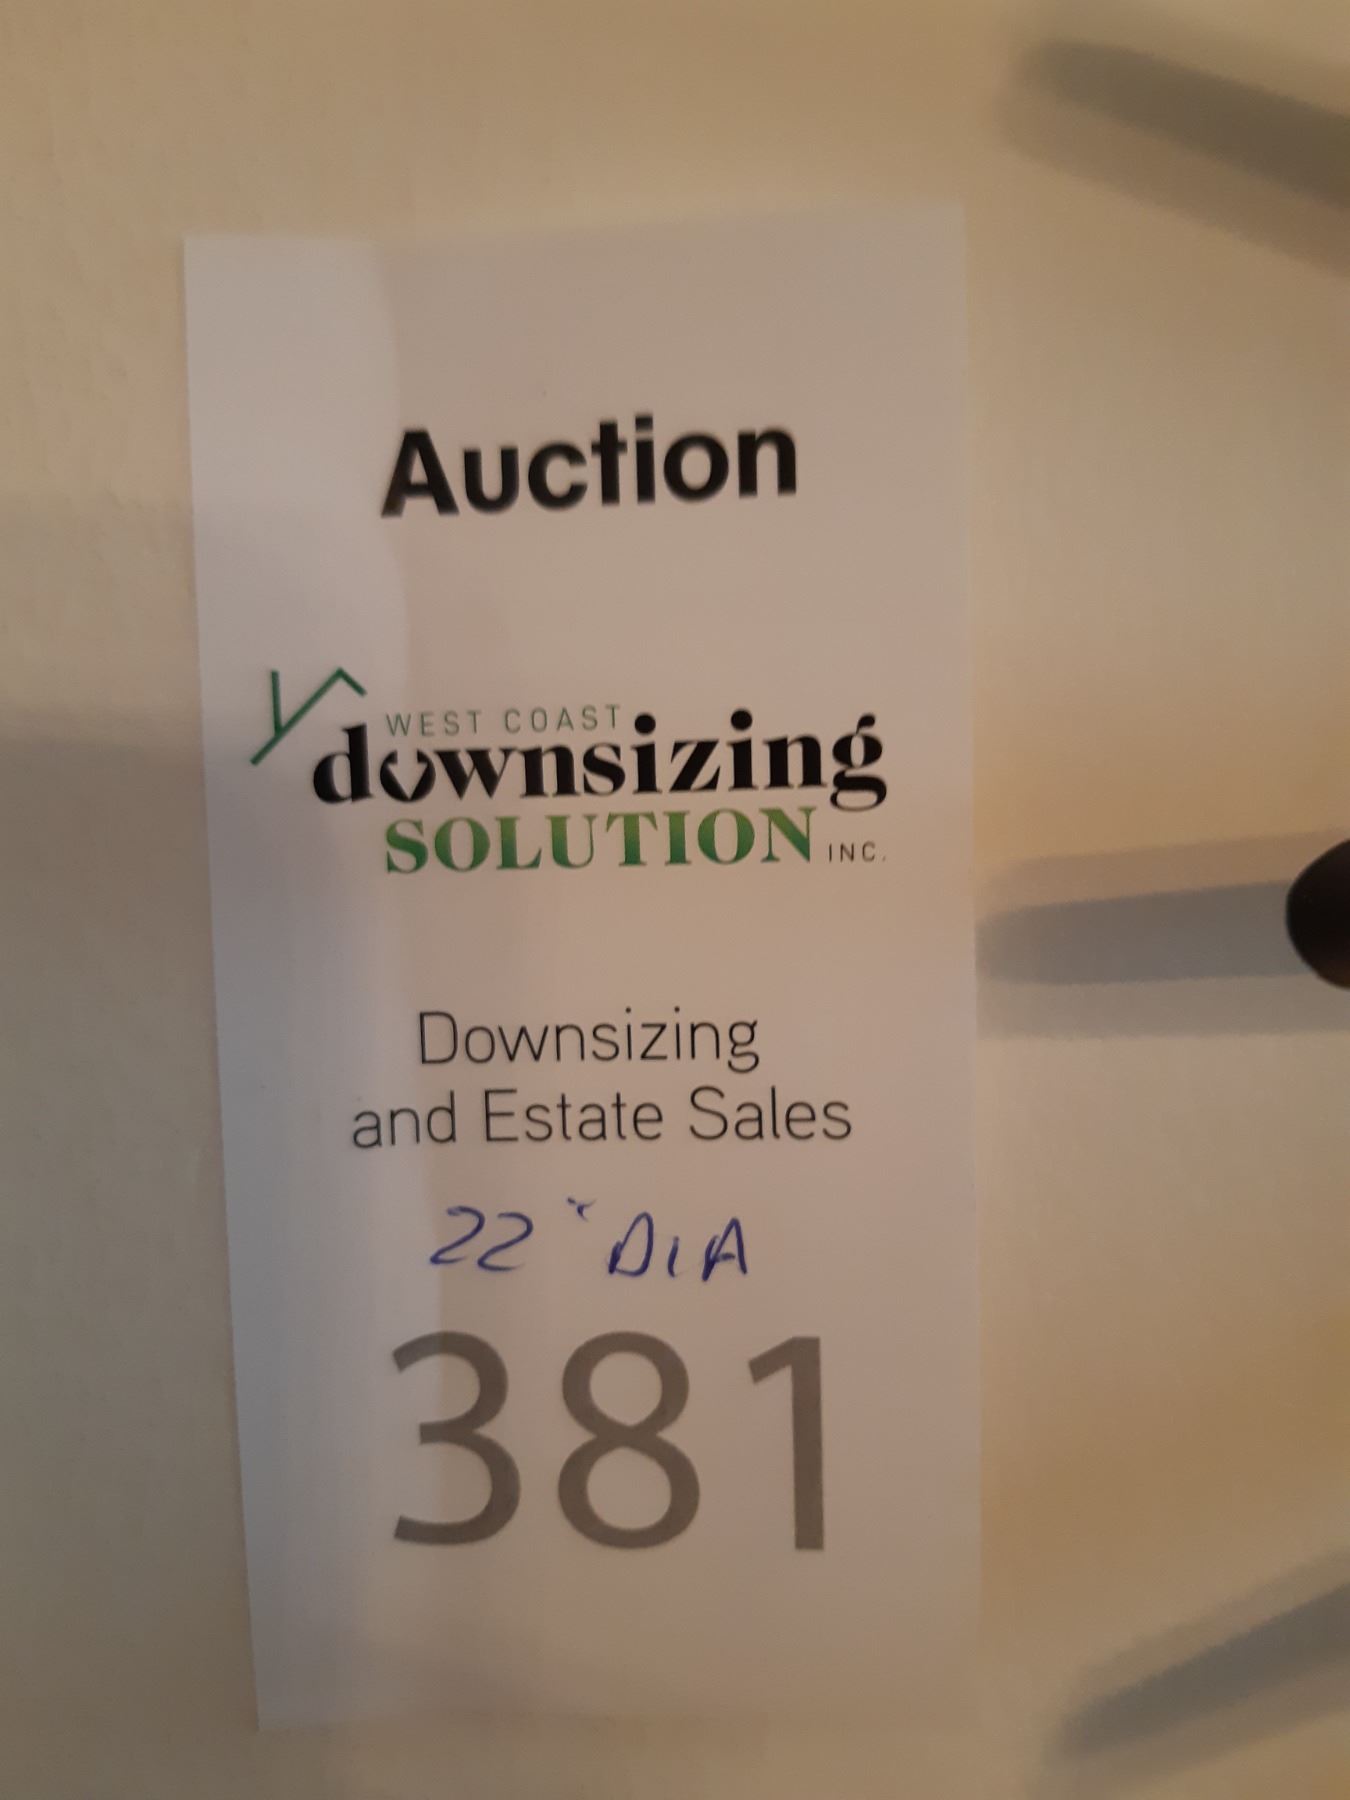 Auction
WEST COAST
downsizing
SOLUTION INC.
Downsizing
and Estate Sales
22" DIA
381